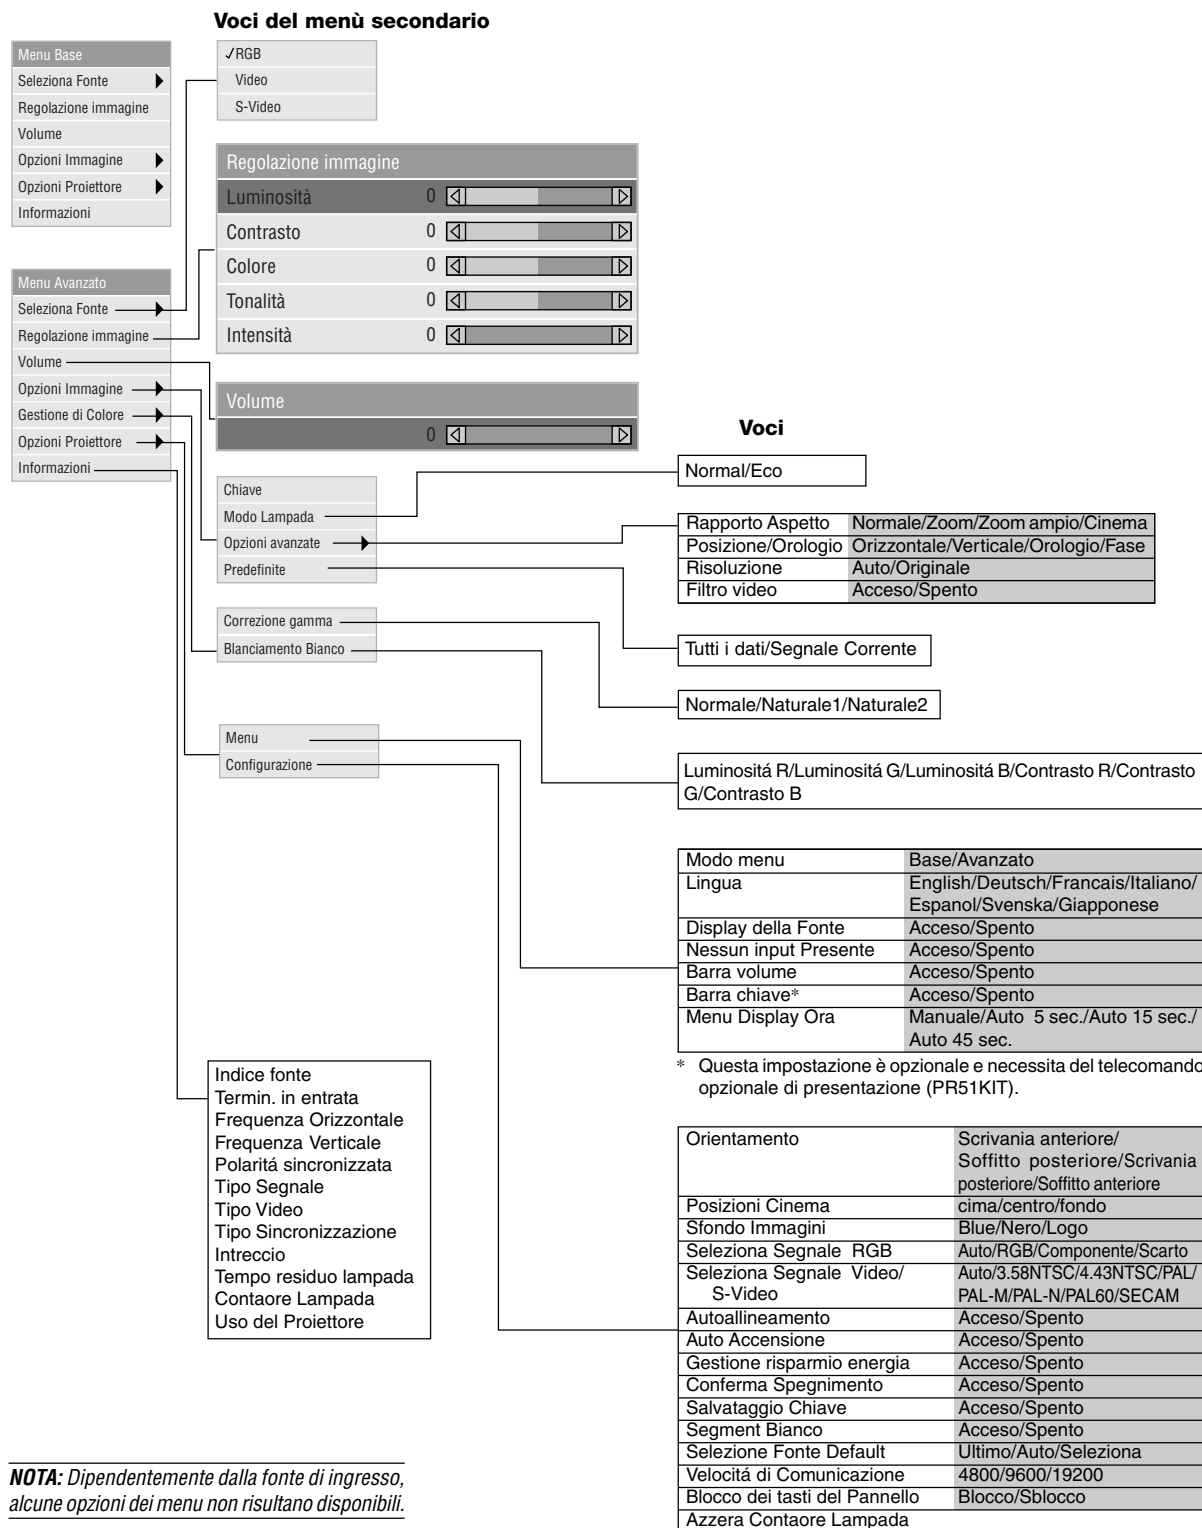 Voci del menù secondario
Menu Base
Seleziona Fonte
Regolazione immagine
Volume
Opzioni Immagine
Opzioni Proiettore
Informazioni
✓RGB
Video
S-Video
Menu Avanzato
Seleziona Fonte
Regolazione immagine
Volume
Opzioni Immagine
Gestione di Colore
Opzioni Proiettore
Informazioni
Regolazione immagine
Luminosità 0
Contrasto 0
Colore 0
Tonalità 0
Intensità 0
Volume
0
Voci
Chiave
Modo Lampada
Opzioni avanzate
Predefinite
Normal/Eco
Rapporto Aspetto Normale/Zoom/Zoom ampio/Cinema
Posizione/Orologio Orizzontale/Verticale/Orologio/Fase
Risoluzione Auto/Originale
Filtro video Acceso/Spento
Correzione gamma
Blanciamento Bianco
Tutti i dati/Segnale Corrente
Normale/Naturale1/Naturale2
Menu
Configurazione
Luminositá R/Luminositá G/Luminositá B/Contrasto R/Contrasto
G/Contrasto B
Modo menu Base/Avanzato
Lingua English/Deutsch/Francais/Italiano/
Espanol/Svenska/Giapponese
Display della Fonte Acceso/Spento
Nessun input Presente Acceso/Spento
Barra volume Acceso/Spento
Barra chiave* Acceso/Spento
Menu Display Ora Manuale/Auto 5 sec./Auto 15 sec./
Auto 45 sec.
* Questa impostazione è opzionale e necessita del telecomando
opzionale di presentazione (PR51KIT).
Indice fonte
Termin. in entrata
Frequenza Orizzontale
Frequenza Verticale
Polaritá sincronizzata
Tipo Segnale
Tipo Video
Tipo Sincronizzazione
Intreccio
Tempo residuo lampada
Contaore Lampada
Uso del Proiettore
Orientamento Scrivania anteriore/
Soffitto posteriore/Scrivania
posteriore/Soffitto anteriore
Posizioni Cinema cima/centro/fondo
Sfondo Immagini Blue/Nero/Logo
Seleziona Segnale RGB Auto/RGB/Componente/Scarto
Seleziona Segnale Video/ Auto/3.58NTSC/4.43NTSC/PAL/
S-Video PAL-M/PAL-N/PAL60/SECAM
Autoallineamento Acceso/Spento
Auto Accensione Acceso/Spento
Gestione risparmio energia Acceso/Spento
Conferma Spegnimento Acceso/Spento
Salvataggio Chiave Acceso/Spento
Segment Bianco Acceso/Spento
Selezione Fonte Default Ultimo/Auto/Seleziona
Velocitá di Comunicazione 4800/9600/19200
Blocco dei tasti del Pannello Blocco/Sblocco
Azzera Contaore Lampada
NOTA: Dipendentemente dalla fonte di ingresso,
alcune opzioni dei menu non risultano disponibili.